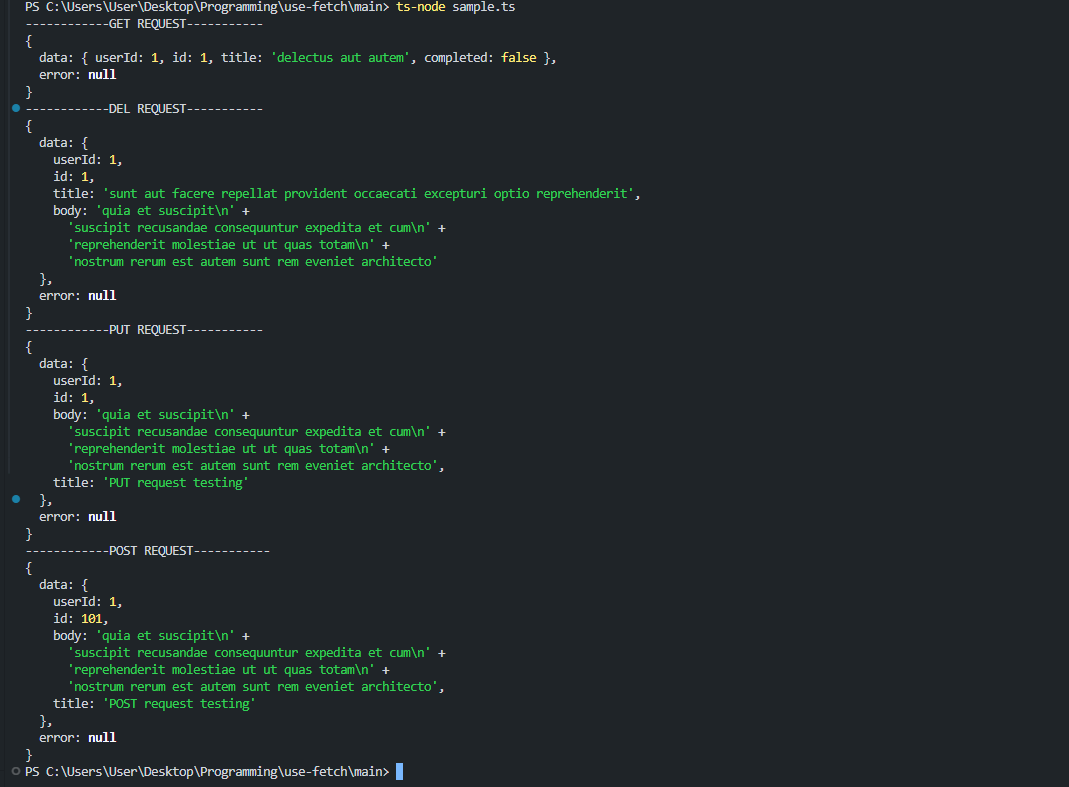 PS C:\Users\User\Desktop\Programming\use-fetch\main> ts-node sample.ts
------------GET REQUEST-----------
{
  data: { userId: 1, id: 1, title: 'delectus aut autem', completed: false },
  error: null
}
------------DEL REQUEST-----------
{
  data: {
    userId: 1,
    id: 1,
    title: 'sunt aut facere repellat provident occaecati excepturi optio reprehenderit',
    body: 'quia et suscipit\n' +
      'suscipit recusandae consequuntur expedita et cum\n' +
      'reprehenderit molestiae ut ut quas totam\n' +
      'nostrum rerum est autem sunt rem eveniet architecto'
  },
  error: null
}
------------PUT REQUEST-----------
{
  data: {
    userId: 1,
    id: 1,
    body: 'quia et suscipit\n' +
      'suscipit recusandae consequuntur expedita et cum\n' +
      'reprehenderit molestiae ut ut quas totam\n' +
      'nostrum rerum est autem sunt rem eveniet architecto',
    title: 'PUT request testing'
  },
  error: null
}
------------POST REQUEST-----------
{
  data: {
    userId: 1,
    id: 101,
    body: 'quia et suscipit\n' +
      'suscipit recusandae consequuntur expedita et cum\n' +
      'reprehenderit molestiae ut ut quas totam\n' +
      'nostrum rerum est autem sunt rem eveniet architecto',
    title: 'POST request testing'
  },
  error: null
}
PS C:\Users\User\Desktop\Programming\use-fetch\main>